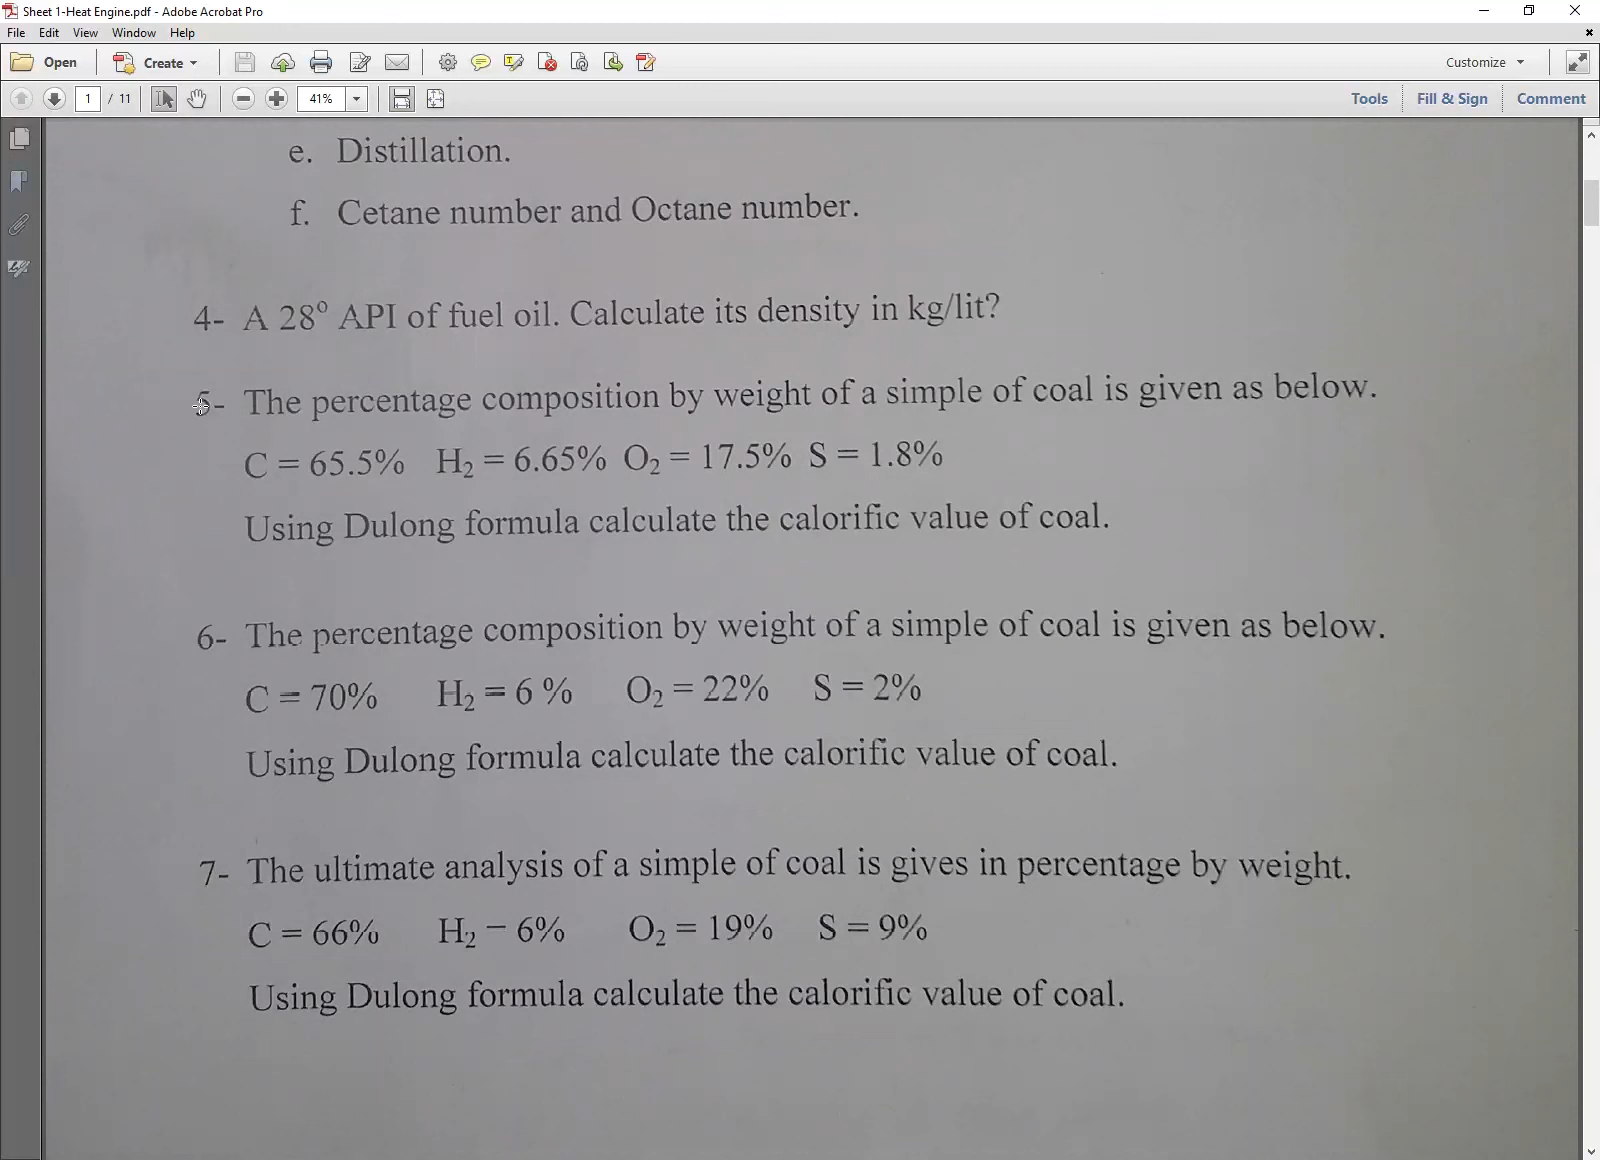 Sheet 1-Heat Engine.pdf - Adobe Acrobat Pro
File Edit View Window Help
Open Create Customize
1 / 11 41% Tools Fill & Sign Comment
e. Distillation.
f. Cetane number and Octane number.
4- A 28° API of fuel oil. Calculate its density in kg/lit?
5- The percentage composition by weight of a simple of coal is given as below.
C = 65.5% H₂ = 6.65% O₂ = 17.5% S = 1.8%
Using Dulong formula calculate the calorific value of coal.
6- The percentage composition by weight of a simple of coal is given as below.
C = 70% H₂ = 6 % O₂ = 22% S = 2%
Using Dulong formula calculate the calorific value of coal.
7- The ultimate analysis of a simple of coal is gives in percentage by weight.
C = 66% H₂ − 6% O₂ = 19% S = 9%
Using Dulong formula calculate the calorific value of coal.